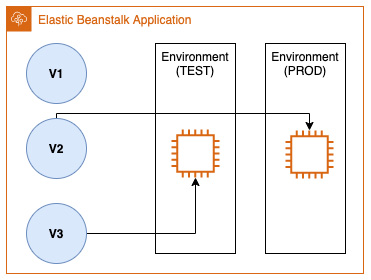 Elastic Beanstalk Application
V1
V2
V3
Environment
(TEST)
Environment
(PROD)